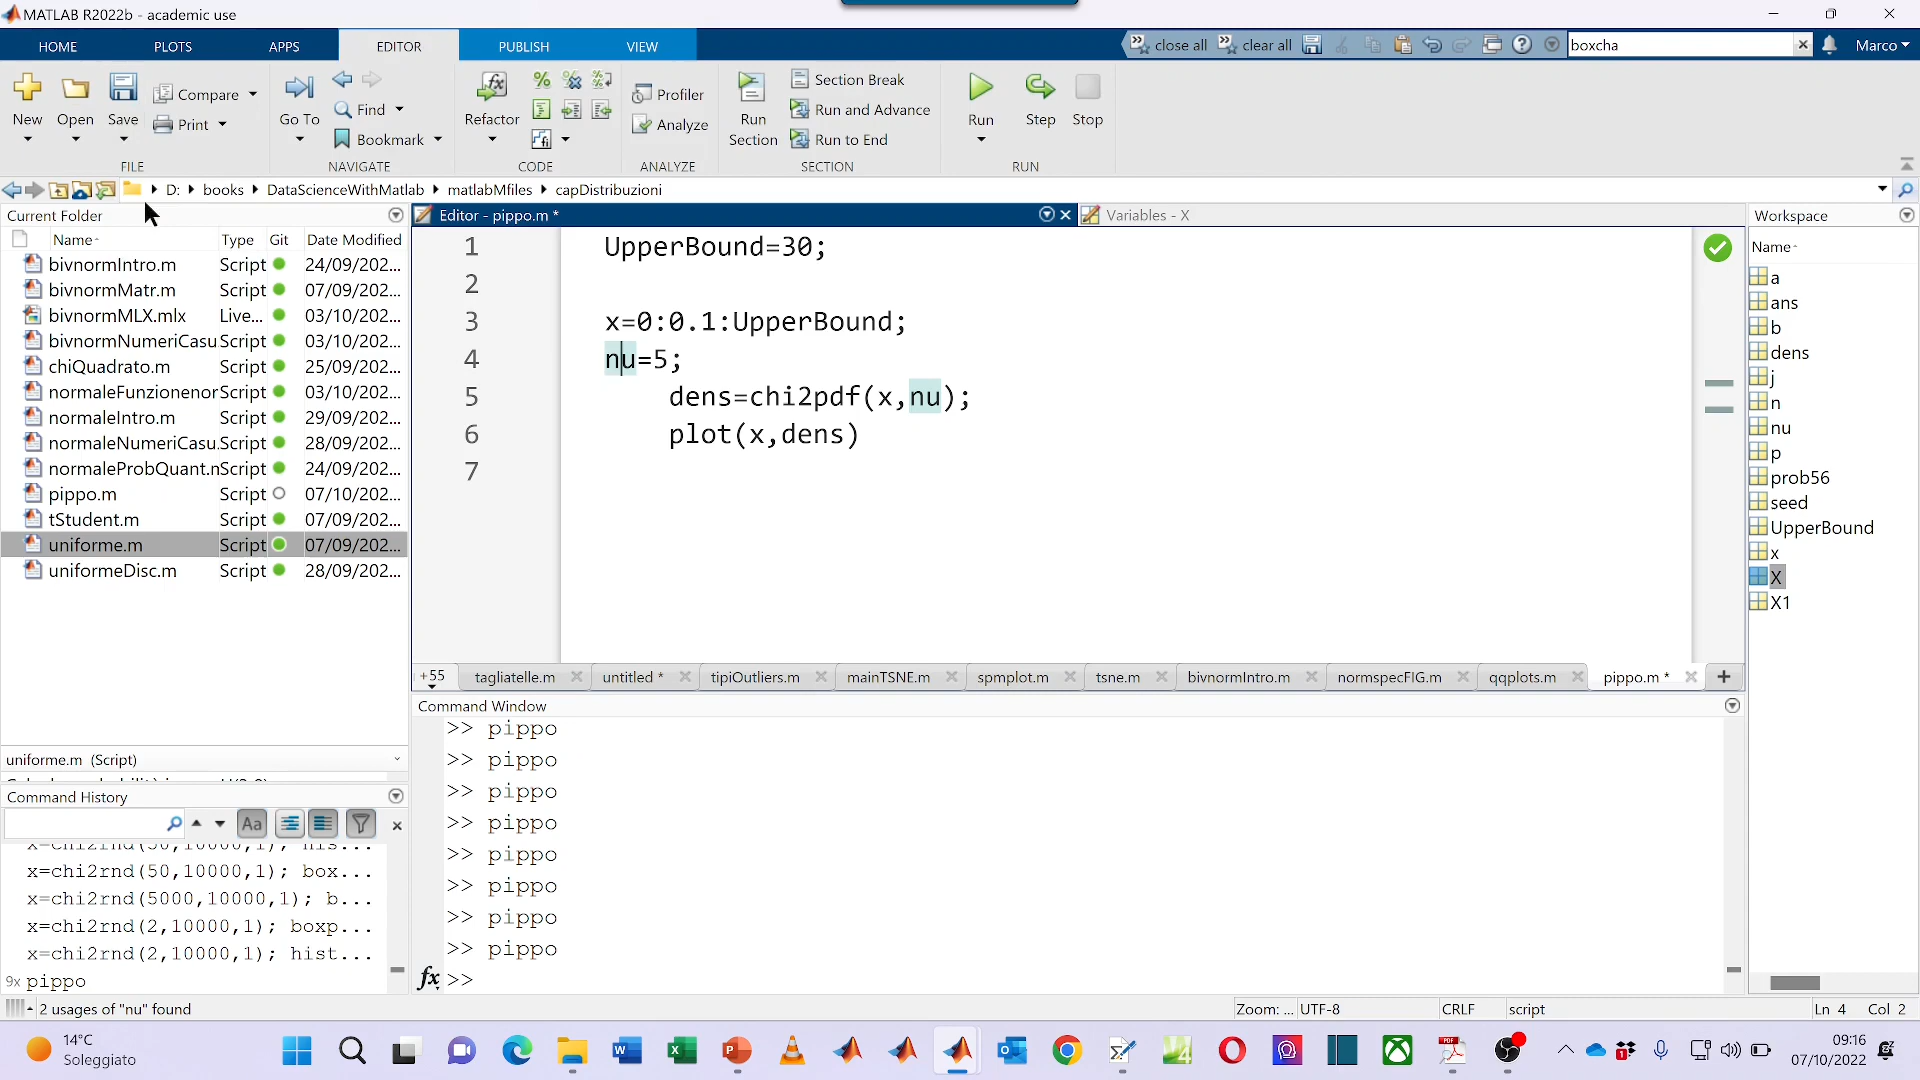 MATLAB R2022b - academic use
HOME PLOTS APPS EDITOR PUBLISH VIEW close all clear all boxcha Marco
New Open Save Compare Print Go To Find Bookmark Refactor Profiler Analyze Run Section Section Break Run and Advance Run to End Run Step Stop
FILE NAVIGATE CODE ANALYZE SECTION RUN
D: books DataScienceWithMatlab matlabMfiles capDistribuzioni
Current Folder
Name Type Git Date Modified
bivnormIntro.m Script 24/09/202...
bivnormMatr.m Script 07/09/202...
bivnormMLX.mlx Live... 03/10/202...
bivnormNumeriCasu Script 03/10/202...
chiQuadrato.m Script 25/09/202...
normaleFunzionenor Script 03/10/202...
normaleIntro.m Script 29/09/202...
normaleNumeriCasu. Script 28/09/202...
normaleProbQuant.n Script 24/09/202...
pippo.m Script 07/10/202...
tStudent.m Script 07/09/202...
uniforme.m Script 07/09/202...
uniformeDisc.m Script 28/09/202...
uniforme.m (Script)
Command History
Aa
x=chi2rnd(50,10000,1); his...
x=chi2rnd(50,10000,1); box...
x=chi2rnd(5000,10000,1); b...
x=chi2rnd(2,10000,1); boxp...
x=chi2rnd(2,10000,1); hist...
9x pippo
Editor - pippo.m *
Variables - X
1 UpperBound=30;
2
3 x=0:0.1:UpperBound;
4 nu=5;
5 dens=chi2pdf(x,nu);
6 plot(x,dens)
7
+55 tagliatelle.m untitled * tipiOutliers.m mainTSNE.m spmplot.m tsne.m bivnormIntro.m normspecFIG.m qqplots.m pippo.m *
Command Window
>> pippo
>> pippo
>> pippo
>> pippo
>> pippo
>> pippo
>> pippo
>> pippo
fx >>
Workspace
Name
a
ans
b
dens
j
n
nu
p
prob56
seed
UpperBound
x
X
X1
2 usages of "nu" found Zoom: ... UTF-8 CRLF script Ln 4 Col 2
14°C
Soleggiato
09:16
07/10/2022